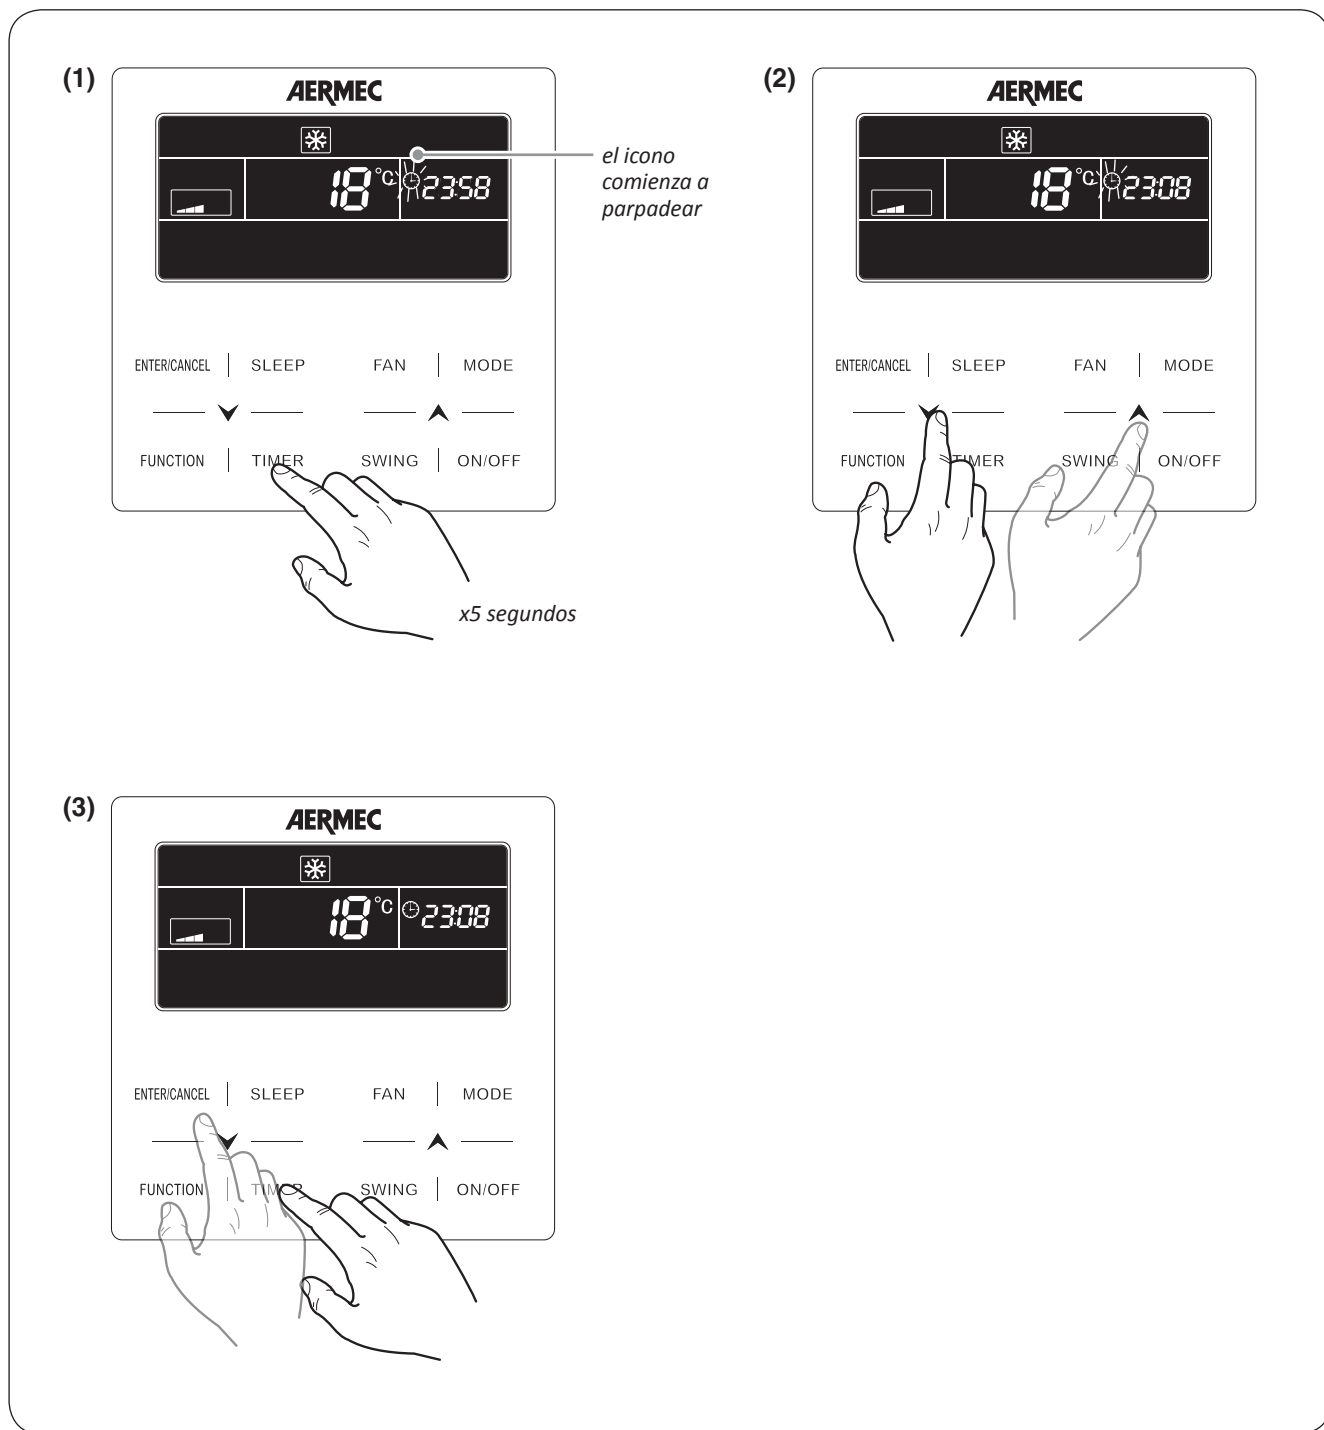 (1)
AERMEC
18 °C 23:58
el icono
comienza a
parpadear
ENTER/CANCEL SLEEP FAN MODE
FUNCTION TIMER SWING ON/OFF
x5 segundos
(2)
AERMEC
18 °C 23:08
ENTER/CANCEL SLEEP FAN MODE
FUNCTION TIMER SWING ON/OFF
(3)
AERMEC
18 °C 23:08
ENTER/CANCEL SLEEP FAN MODE
FUNCTION TIMER SWING ON/OFF